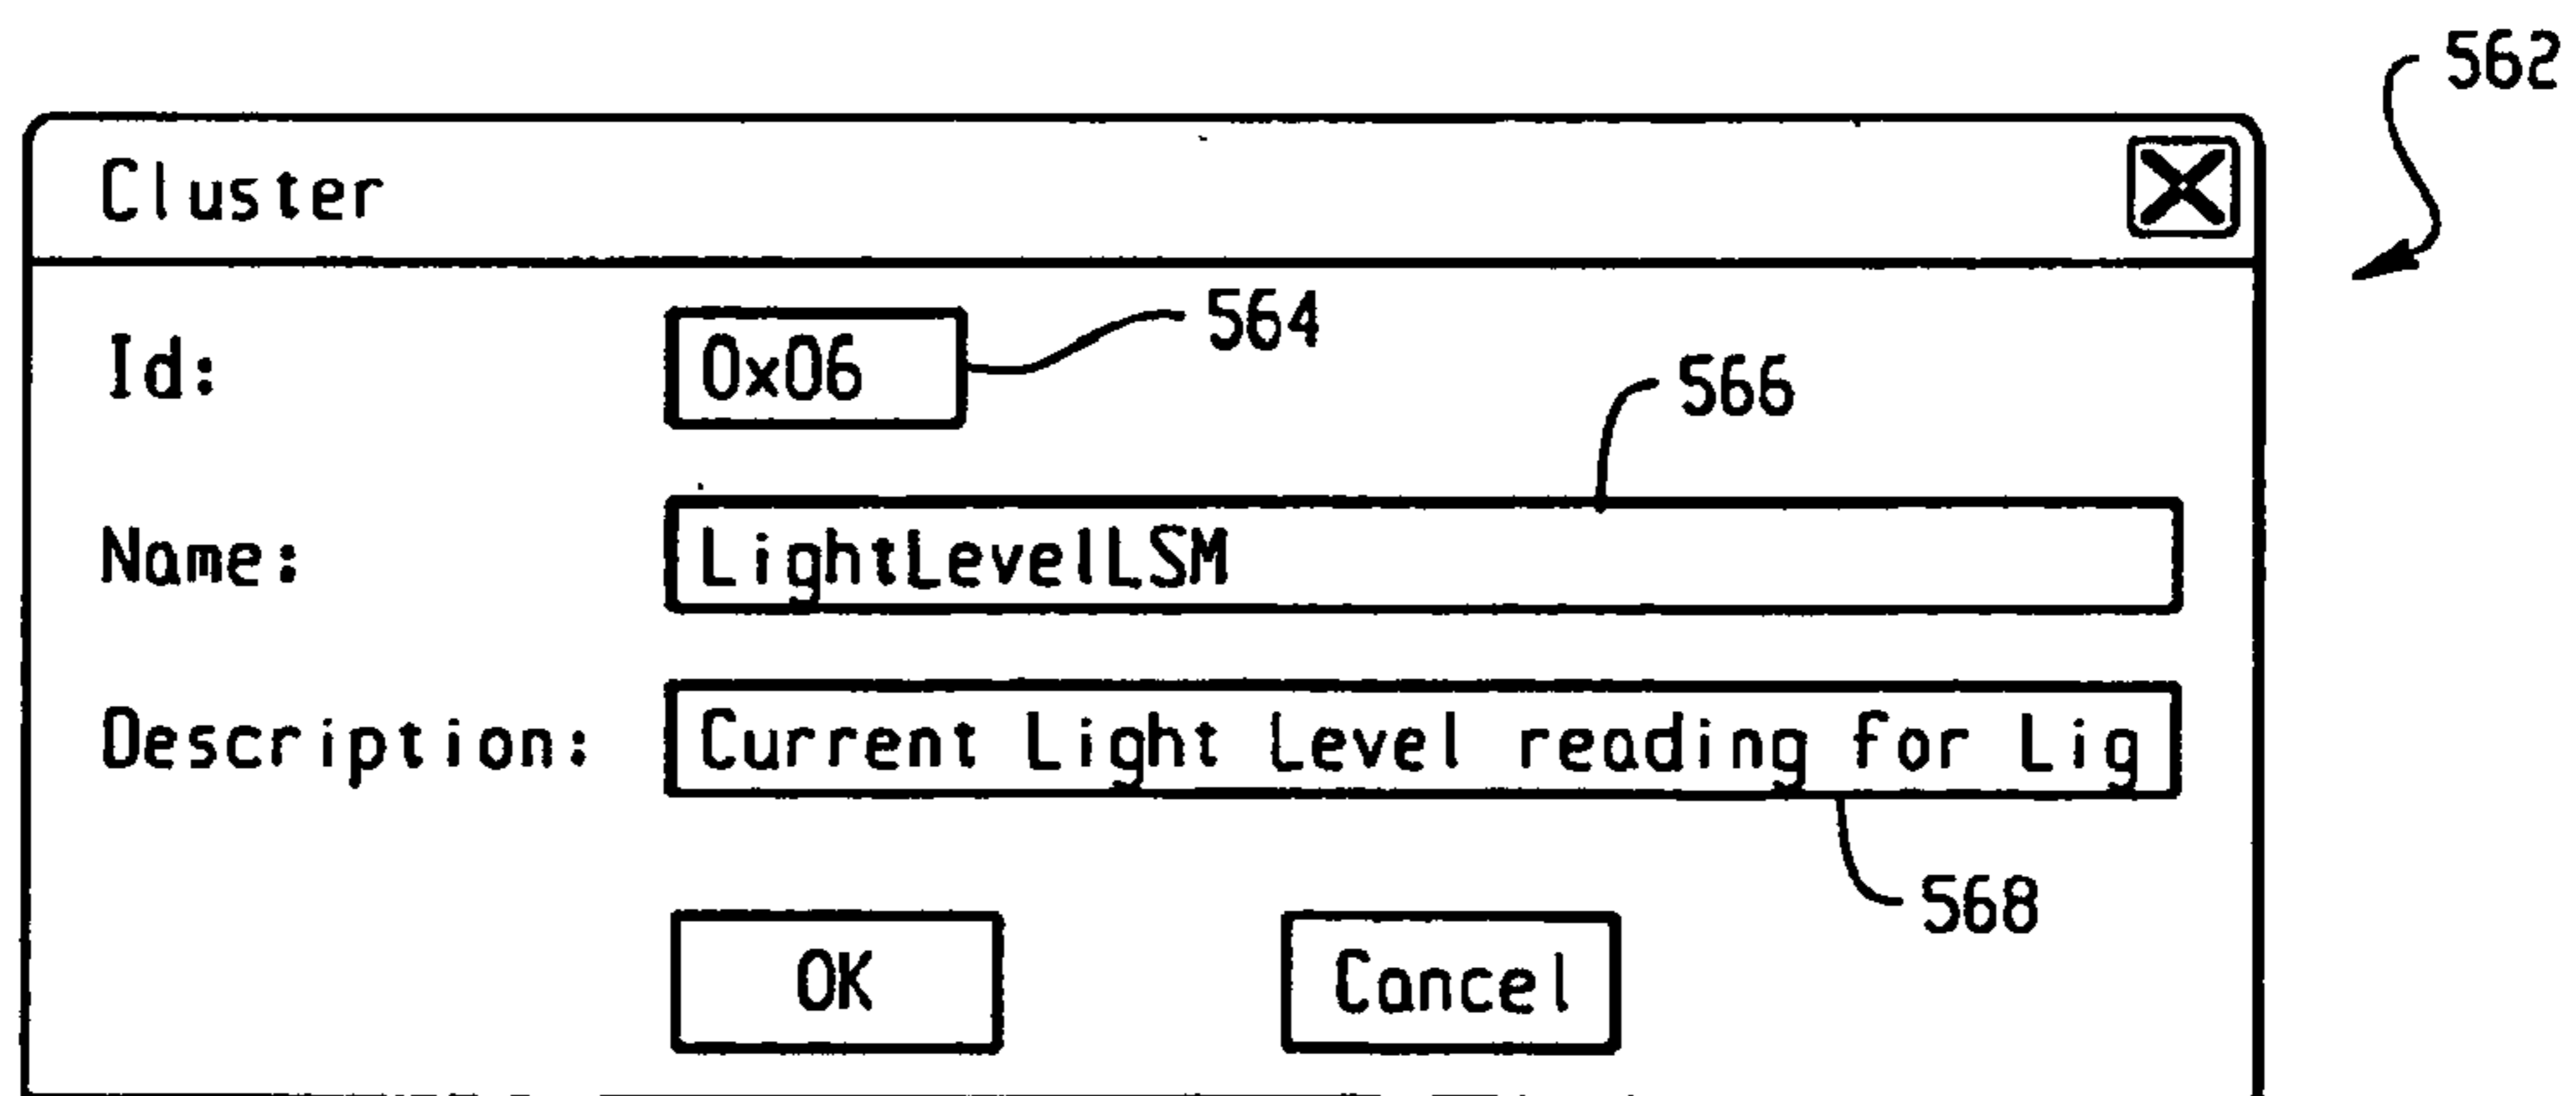 562
Cluster
Id: 0x06 564
566
Name: LightLevelLSM
Description: Current Light Level reading for Lig
568
OK Cancel